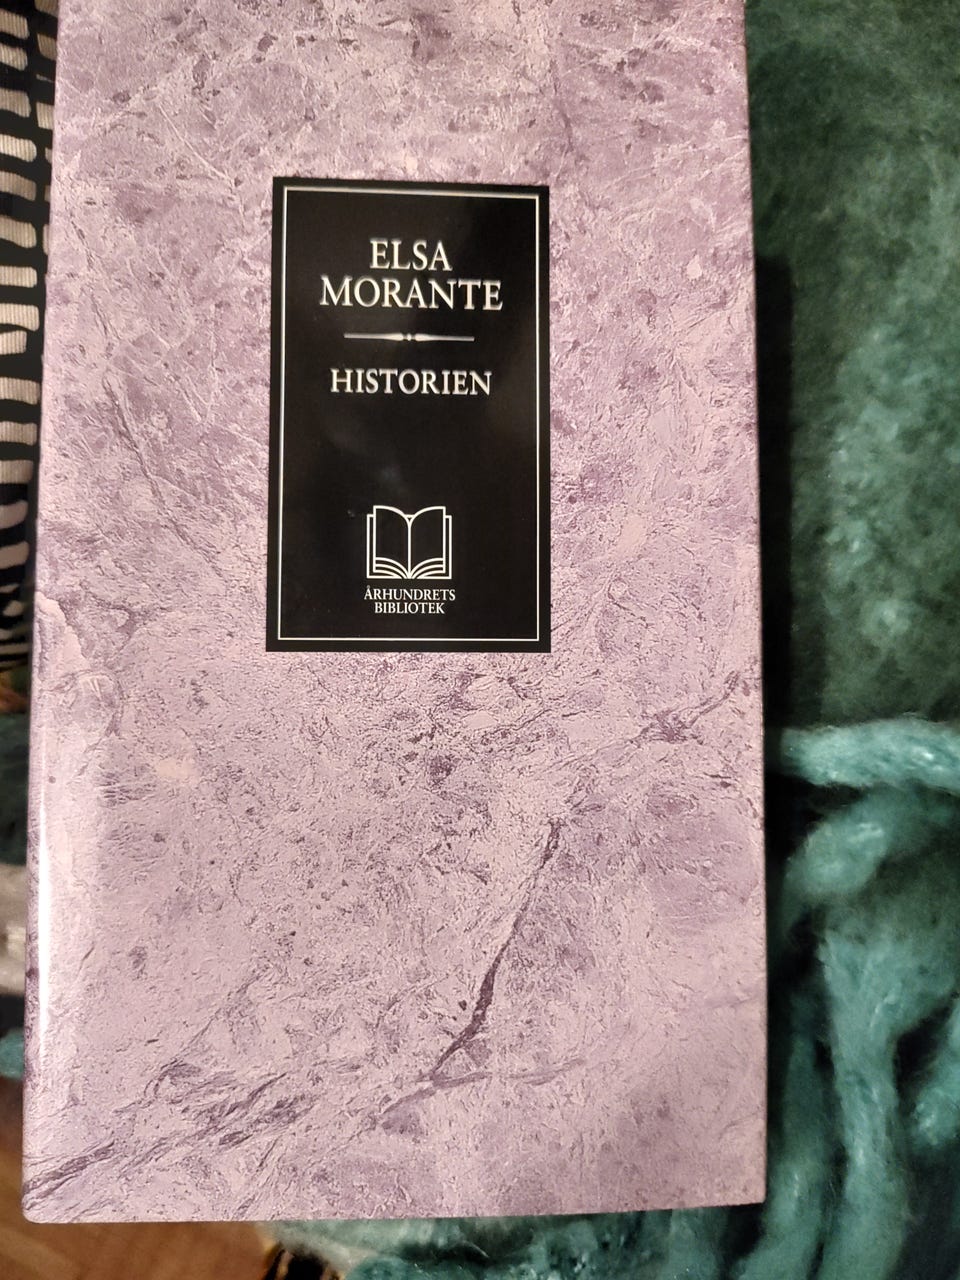 ELSA
MORANTE
HISTORIEN
ÅRHUNDRETS
BIBLIOTEK